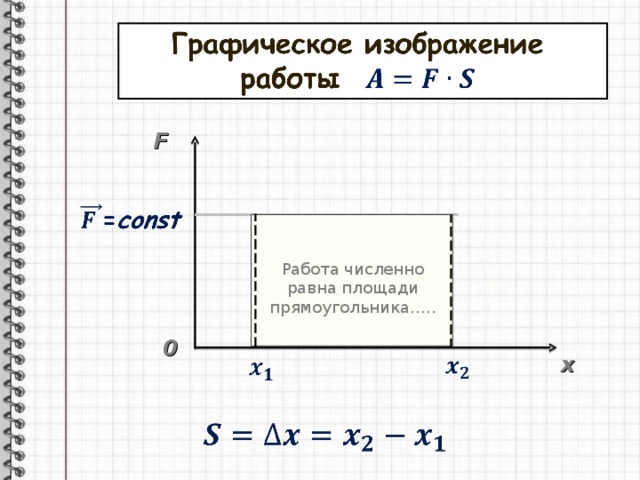 Графическое изображение
работы A = F · S
F
F⃗ =const
Работа численно
равна площади
прямоугольника…..
0
x₁
x₂
x
S = Δx = x₂ − x₁